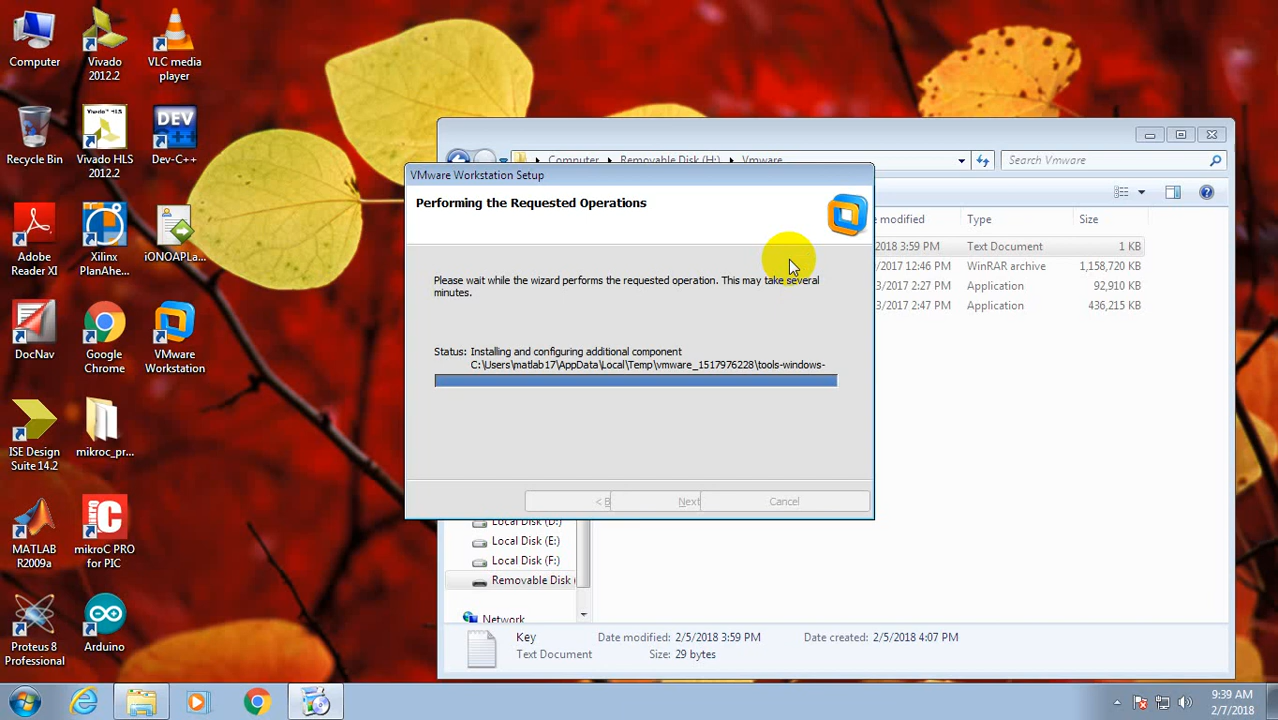 Computer
Vivado
2012.2
VLC media
player
Recycle Bin
Vivado HLS
2012.2
Dev-C++
Adobe
Reader XI
Xilinx
PlanAhe...
iONOAPLa...
DocNav
Google
Chrome
VMware
Workstation
ISE Design
Suite 14.2
mikroc_pr...
MATLAB
R2009a
mikroC PRO
for PIC
Proteus 8
Professional
Arduino
Vivado HLS
DEV
Computer
Removable Disk (H:)
Vmware
Search Vmware
modified
Type
Size
2018 3:59 PM
Text Document
1 KB
/2017 12:46 PM
WinRAR archive
1,158,720 KB
3/2017 2:27 PM
Application
92,910 KB
3/2017 2:47 PM
Application
436,215 KB
VMware Workstation Setup
Performing the Requested Operations
Please wait while the wizard performs the requested operation. This may take several
minutes.
Status: Installing and configuring additional component
C:\Users\matlab17\AppData\Local\Temp\vmware_1517976228\tools-windows-
< B
Next
Cancel
Local Disk (D:)
Local Disk (E:)
Local Disk (F:)
Removable Disk (
Network
Key
Date modified: 2/5/2018 3:59 PM
Date created: 2/5/2018 4:07 PM
Text Document
Size: 29 bytes
9:39 AM
2/7/2018